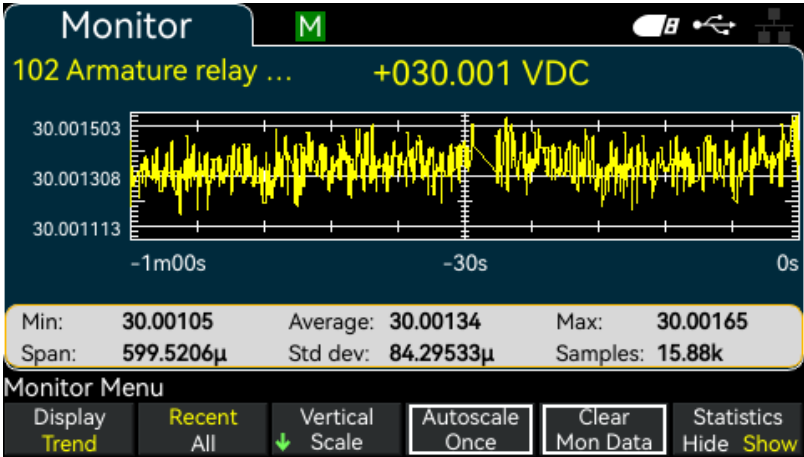 Monitor M 8
102 Armature relay ... +030.001 VDC
30.001503
30.001308
30.001113
-1m00s -30s 0s
Min: 30.00105 Average: 30.00134 Max: 30.00165
Span: 599.5206µ Std dev: 84.29533µ Samples: 15.88k
Monitor Menu
Display Recent Vertical Autoscale Clear Statistics
Trend All Scale Once Mon Data Hide Show